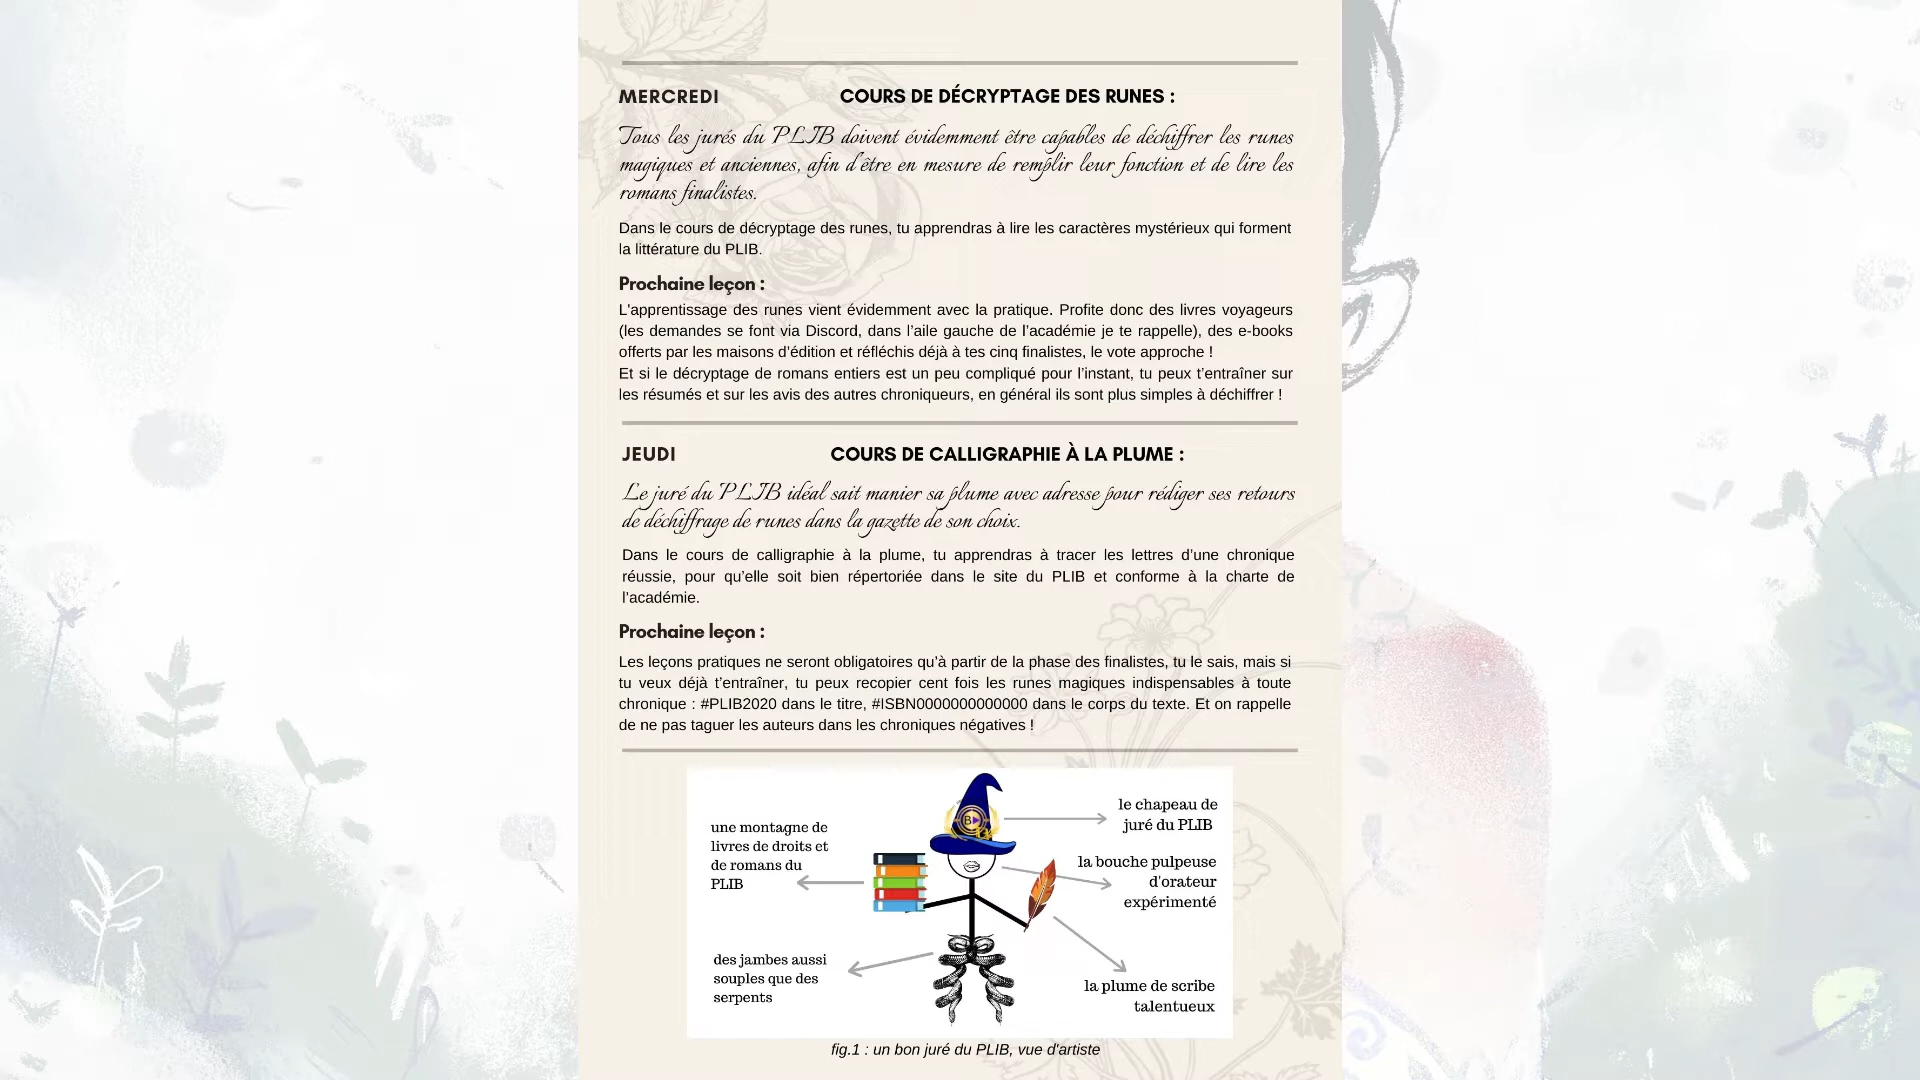 MERCREDI COURS DE DÉCRYPTAGE DES RUNES :
Tous les jurés du PLIB doivent évidemment être capables de déchiffrer les runes
magiques et anciennes, afin d'être en mesure de remplir leur fonction et de lire les
romans finalistes.
Dans le cours de décryptage des runes, tu apprendras à lire les caractères mystérieux qui forment
la littérature du PLIB.
Prochaine leçon :
L'apprentissage des runes vient évidemment avec la pratique. Profite donc des livres voyageurs
(les demandes se font via Discord, dans l'aile gauche de l'académie je te rappelle), des e-books
offerts par les maisons d'édition et réfléchis déjà à tes cinq finalistes, le vote approche !
Et si le décryptage de romans entiers est un peu compliqué pour l'instant, tu peux t'entraîner sur
les résumés et sur les avis des autres chroniqueurs, en général ils sont plus simples à déchiffrer !
JEUDI COURS DE CALLIGRAPHIE À LA PLUME :
Le juré du PLIB idéal sait manier sa plume avec adresse pour rédiger ses retours
de déchiffrage de runes dans la gazette de son choix.
Dans le cours de calligraphie à la plume, tu apprendras à tracer les lettres d'une chronique
réussie, pour qu'elle soit bien répertoriée dans le site du PLIB et conforme à la charte de
l'académie.
Prochaine leçon :
Les leçons pratiques ne seront obligatoires qu'à partir de la phase des finalistes, tu le sais, mais si
tu veux déjà t'entraîner, tu peux recopier cent fois les runes magiques indispensables à toute
chronique : #PLIB2020 dans le titre, #ISBN0000000000000 dans le corps du texte. Et on rappelle
de ne pas taguer les auteurs dans les chroniques négatives !
une montagne de
livres de droits et
de romans du
PLIB
des jambes aussi
souples que des
serpents
B
le chapeau de
juré du PLIB
la bouche pulpeuse
d'orateur
expérimenté
la plume de scribe
talentueux
fig.1 : un bon juré du PLIB, vue d'artiste